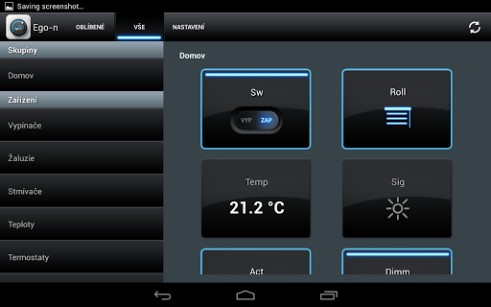 Saving screenshot...
Ego-n
OBLÍBENÉ
VŠE
NASTAVENÍ
Skupiny
Domov
Zařízení
Vypínače
Žaluzie
Stmívače
Teploty
Termostaty
Domov
Sw
VYP ZAP
Roll
Temp
21.2 °C
Sig
Act
Dimm